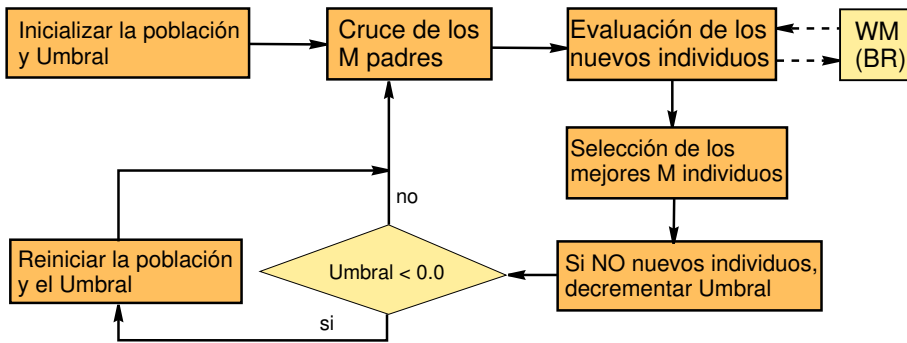 Inicializar la población
y Umbral
Cruce de los
M padres
Evaluación de los
nuevos individuos
WM
(BR)
Selección de los
mejores M individuos
Si NO nuevos individuos,
decrementar Umbral
Umbral < 0.0
no
si
Reiniciar la población
y el Umbral